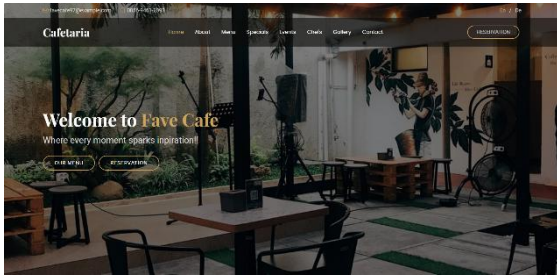 Cafetaria
Home About Menu Specials Events Chefs Gallery Contact
RESERVATION
Welcome to Fave Cafe
Where every moment sparks inpiration!
OUR MENU RESERVATION